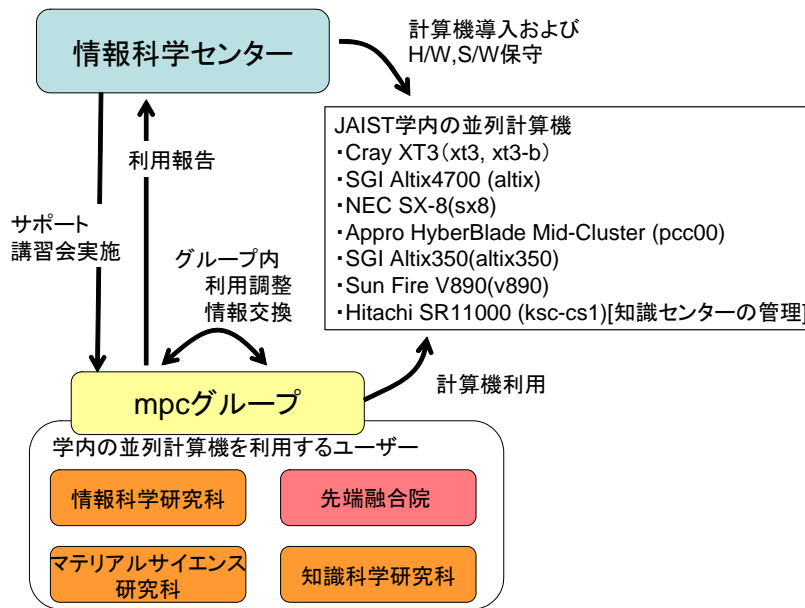 情報科学センター
計算機導入および
H/W,S/W保守
JAIST学内の並列計算機
・Cray XT3（xt3, xt3-b）
・SGI Altix4700 (altix)
・NEC SX-8(sx8)
・Appro HyberBlade Mid-Cluster (pcc00)
・SGI Altix350(altix350)
・Sun Fire V890(v890)
・Hitachi SR11000 (ksc-cs1)[知識センターの管理]
利用報告
サポート
講習会実施
グループ内
利用調整
情報交換
計算機利用
mpcグループ
学内の並列計算機を利用するユーザー
情報科学研究科
先端融合院
マテリアルサイエンス
研究科
知識科学研究科